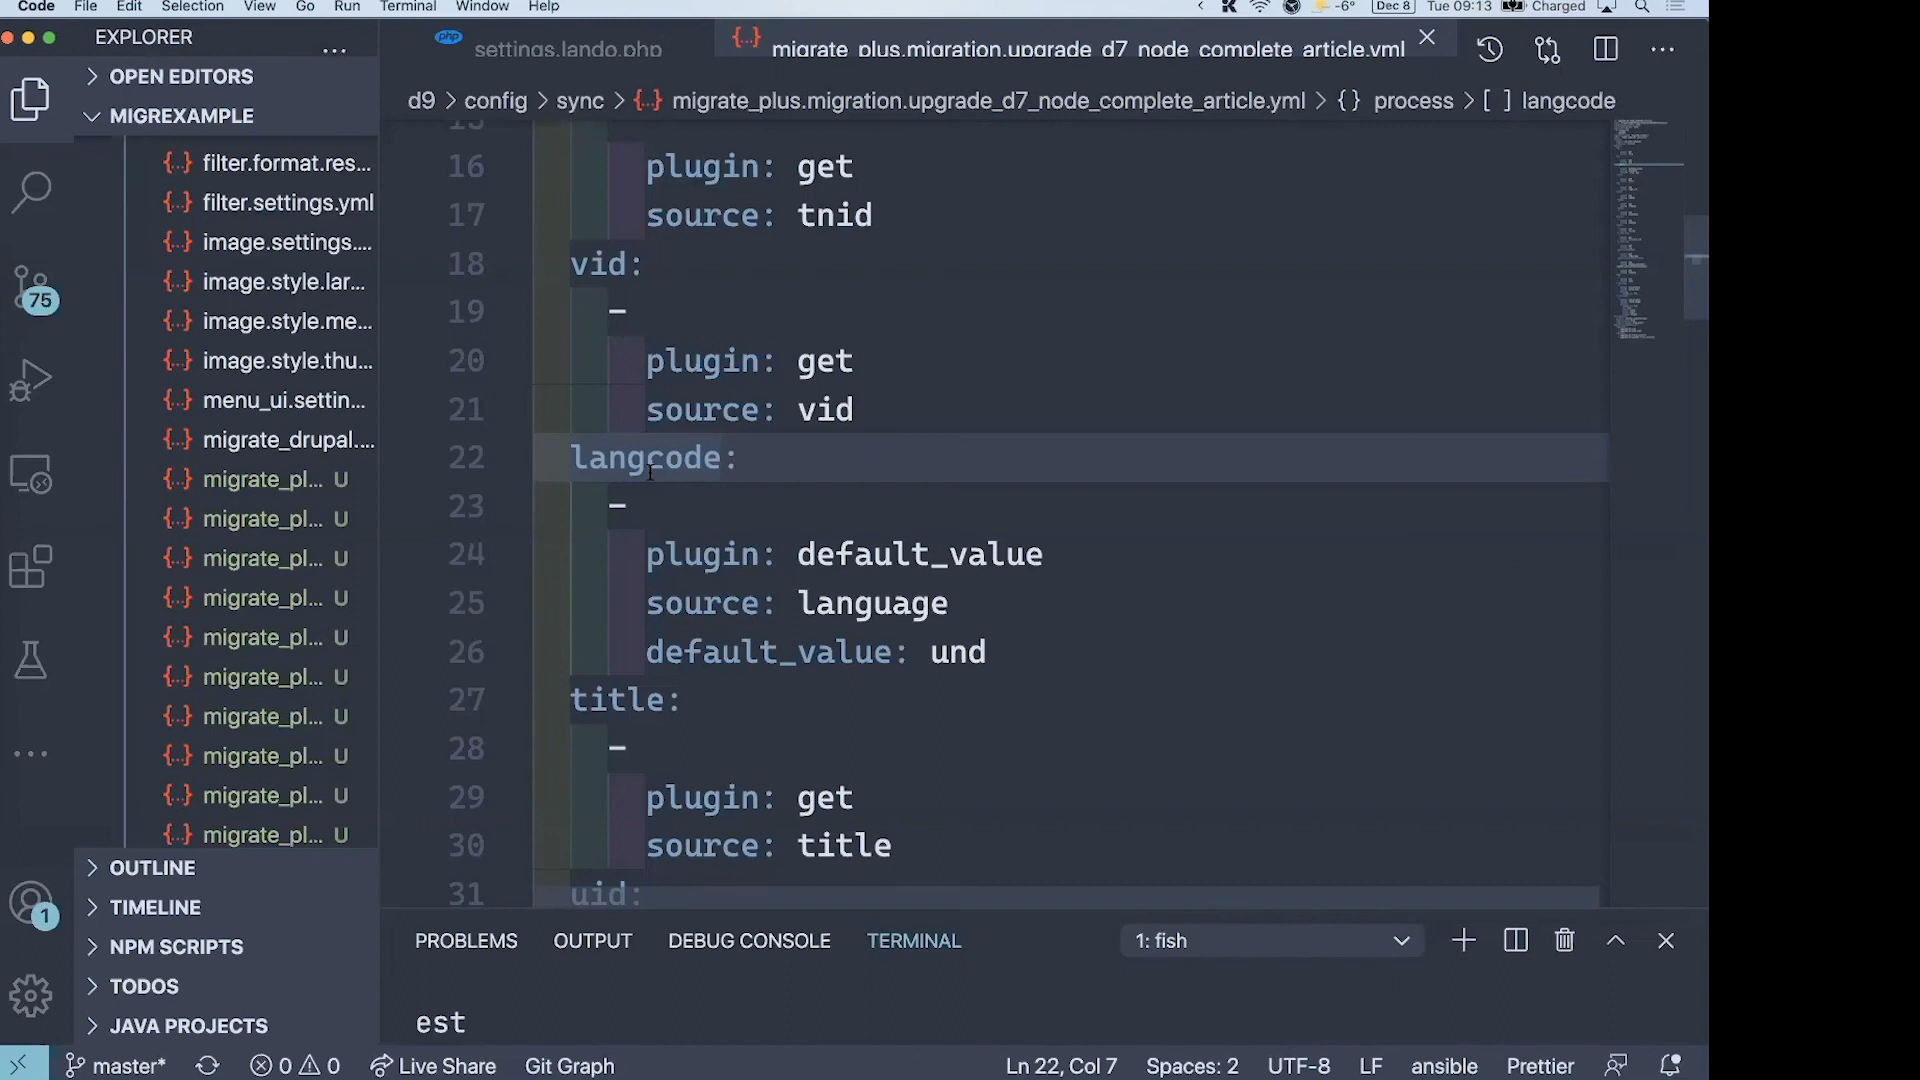 Code File Edit Selection View Go Run Terminal Window Help
-6° Dec 8 Tue 09:13 Charged
EXPLORER ...
php settings.lando.php
{..} migrate_plus.migration.upgrade_d7_node_complete_article.yml
d9 > config > sync > {..} migrate_plus.migration.upgrade_d7_node_complete_article.yml > {} process > [ ] langcode
OPEN EDITORS
MIGREXAMPLE
{..} filter.format.res...
{..} filter.settings.yml
{..} image.settings....
{..} image.style.lar...
{..} image.style.me...
{..} image.style.thu...
{..} menu_ui.settin...
{..} migrate_drupal....
{..} migrate_pl... U
{..} migrate_pl... U
{..} migrate_pl... U
{..} migrate_pl... U
{..} migrate_pl... U
{..} migrate_pl... U
{..} migrate_pl... U
{..} migrate_pl... U
{..} migrate_pl... U
{..} migrate_pl... U
OUTLINE
TIMELINE
NPM SCRIPTS
TODOS
JAVA PROJECTS
75
1
15
16 plugin: get
17 source: tnid
18 vid:
19 -
20 plugin: get
21 source: vid
22 langcode:
23 -
24 plugin: default_value
25 source: language
26 default_value: und
27 title:
28 -
29 plugin: get
30 source: title
31 uid:
PROBLEMS OUTPUT DEBUG CONSOLE TERMINAL 1: fish
est
master* 0 0 Live Share Git Graph Ln 22, Col 7 Spaces: 2 UTF-8 LF ansible Prettier